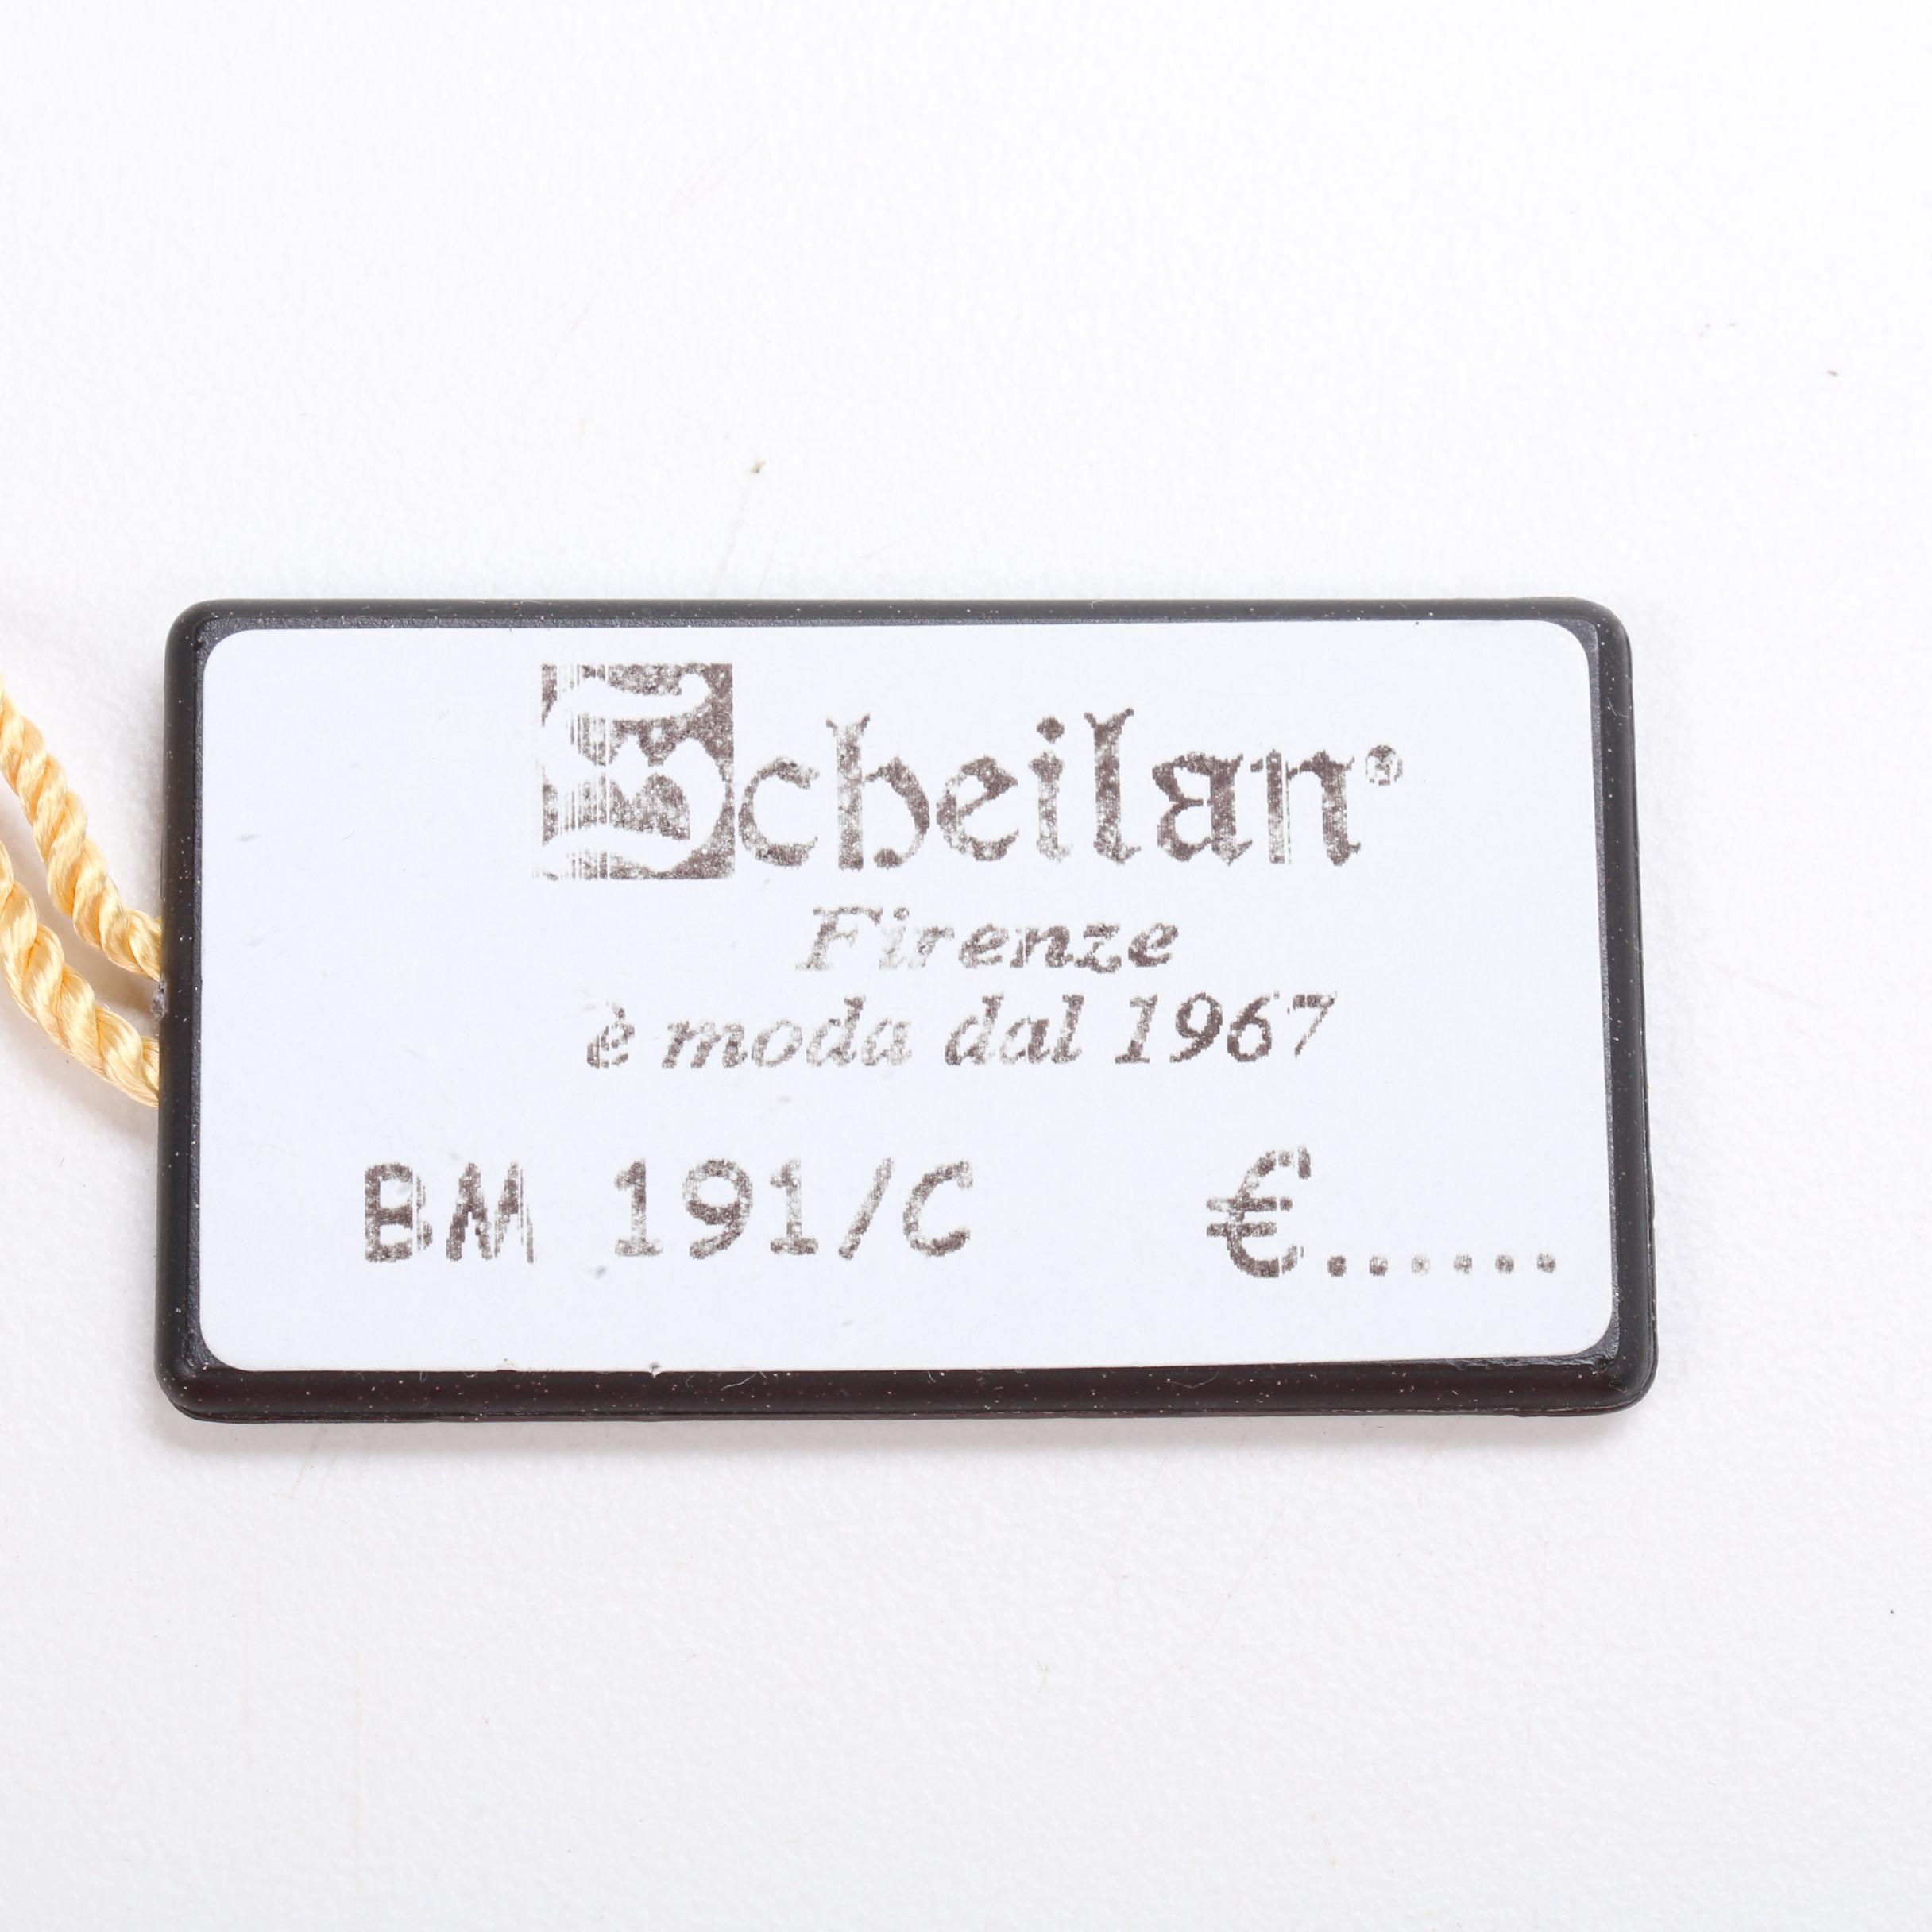 Scheilan®
Firenze
è moda dal 1967
BM 191/C €......